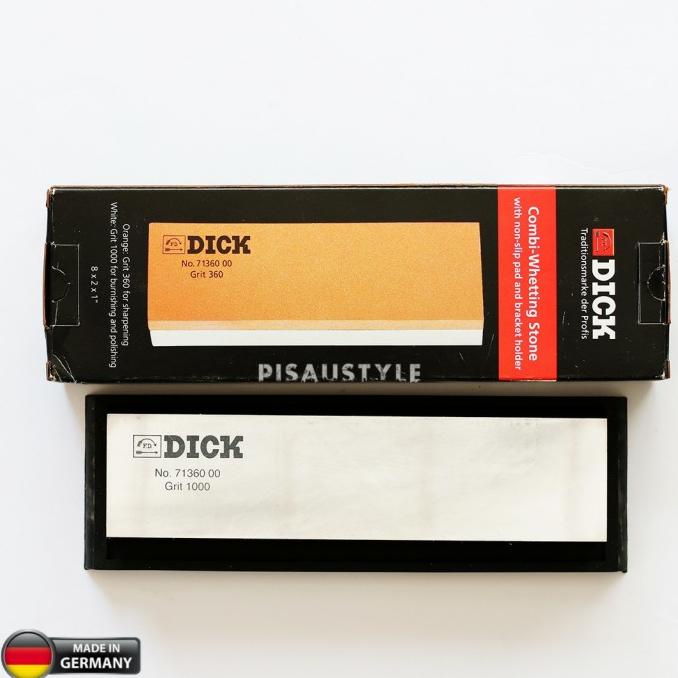 DICK
No. 71360 00
Grit 360
Orange: Grit 360 for sharpening
White: Grit 1000 for burnishing and polishing
8 x 2 x 1"
Combi-Whetting Stone
with non-slip pad and bracket holder
DICK
Traditionsmarke der Profis
PISAUSTYLE
DICK
No. 71360 00
Grit 1000
MADE IN
GERMANY